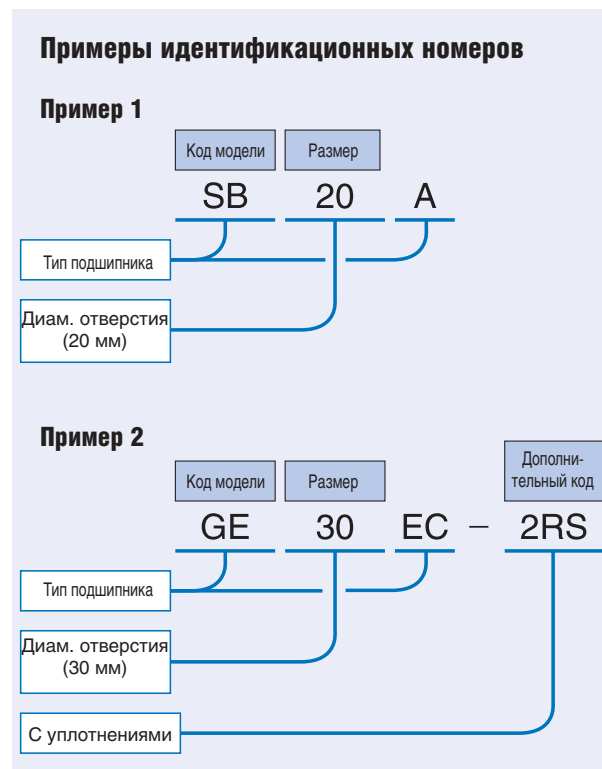 Примеры идентификационных номеров
Пример 1
Код модели Размер
SB 20 A
Тип подшипника
Диам. отверстия
(20 мм)
Пример 2
Дополни-
тельный код
Код модели Размер
GE 30 EC – 2RS
Тип подшипника
Диам. отверстия
(30 мм)
С уплотнениями